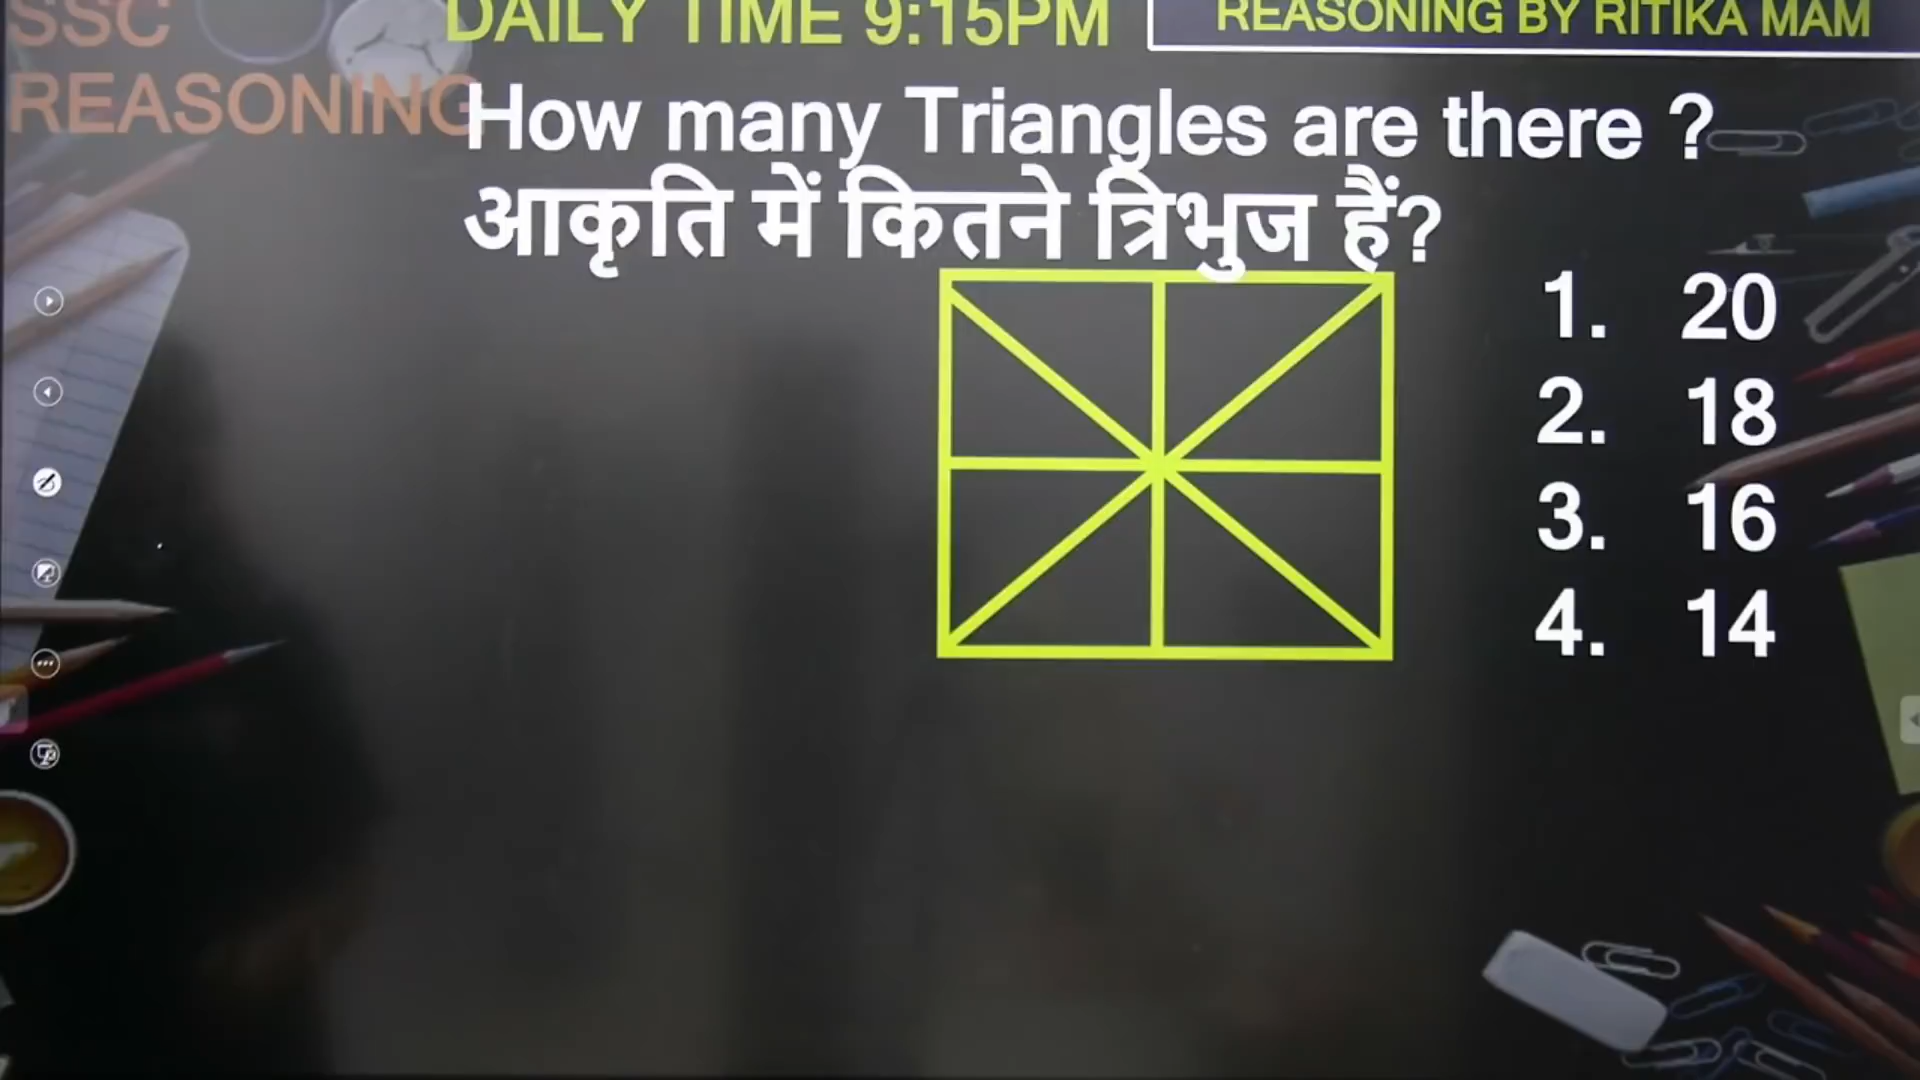 SSC
REASONING
DAILY TIME 9:15PM
REASONING BY RITIKA MAM
How many Triangles are there ?
आकृति में कितने त्रिभुज हैं?
1. 20
2. 18
3. 16
4. 14